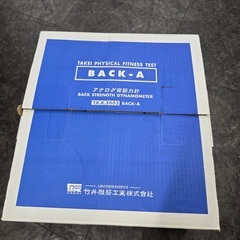 TAKEI PHYSICAL FITNESS TEST
BACK-A
アナログ背筋力計
BACK STRENGTH DYNAMOMETER
T.K.K.5002 BACK-A
竹井機器工業株式会社